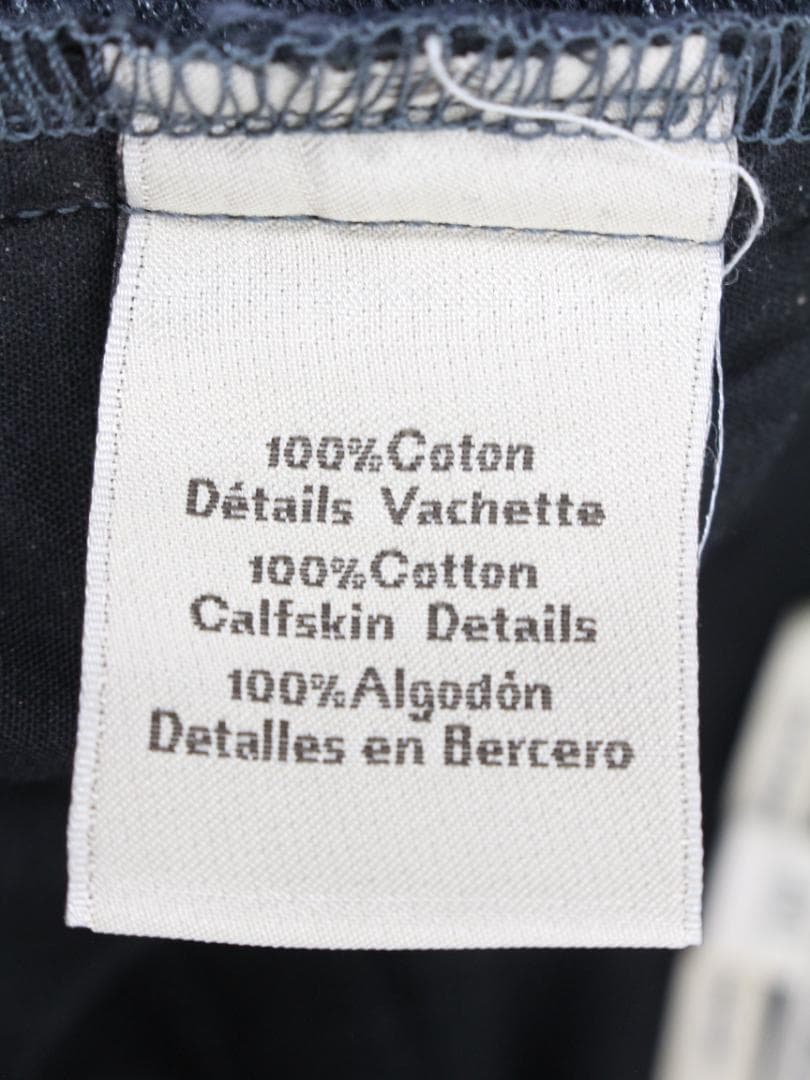 100%Coton
Détails Vachette
100%Cotton
Calfskin Details
100%Algodón
Detalles en Bercero